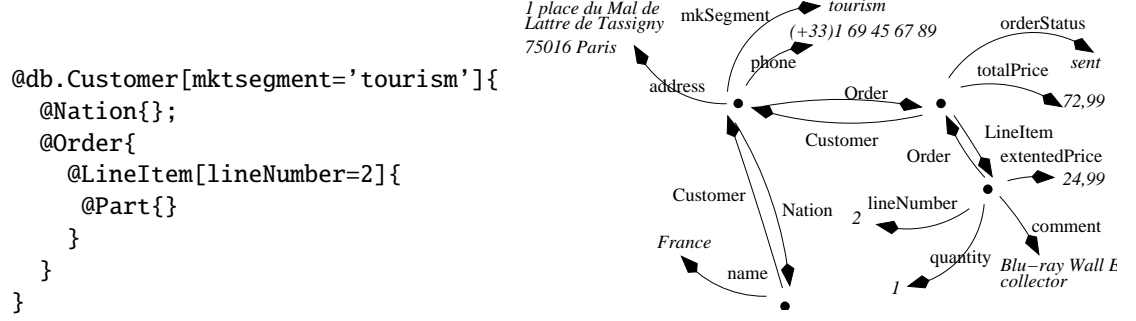 @db.Customer[mktsegment='tourism']{
@Nation{};
@Order{
@LineItem[lineNumber=2]{
@Part{}
}
}
}
1 place du Mal de
Lattre de Tassigny
75016 Paris
mkSegment
tourism
(+33)1 69 45 67 89
phone
address
orderStatus
sent
totalPrice
72,99
Order
Customer
LineItem
Order
extentedPrice
24,99
Customer
Nation
lineNumber
2
comment
quantity
1
Blu-ray Wall E
collector
France
name